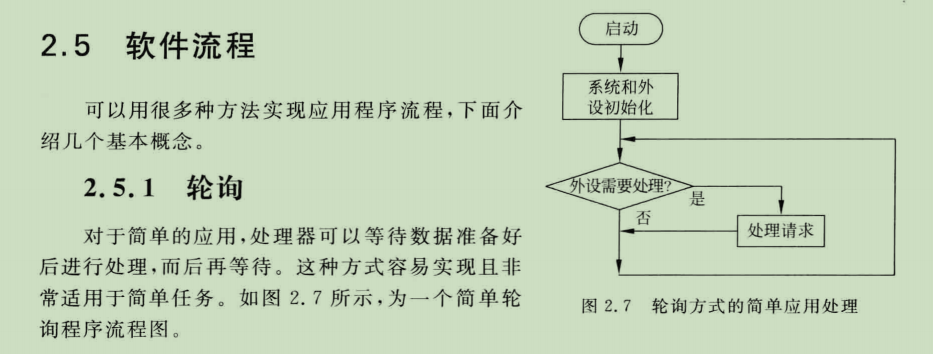 2.5 软件流程
可以用很多种方法实现应用程序流程,下面介
绍几个基本概念。
2.5.1 轮询
对于简单的应用,处理器可以等待数据准备好
后进行处理,而后再等待。这种方式容易实现且非
常适用于简单任务。如图 2.7 所示,为一个简单轮
询程序流程图。
启动
系统和外
设初始化
外设需要处理?
是
否
处理请求
图 2.7 轮询方式的简单应用处理